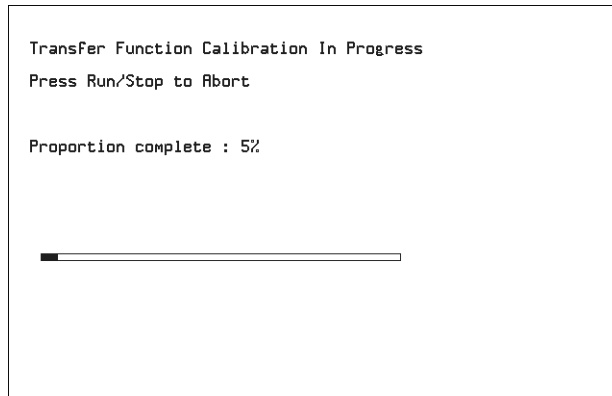 Transfer Function Calibration In Progress
Press Run/Stop to Abort
Proportion complete : 5%